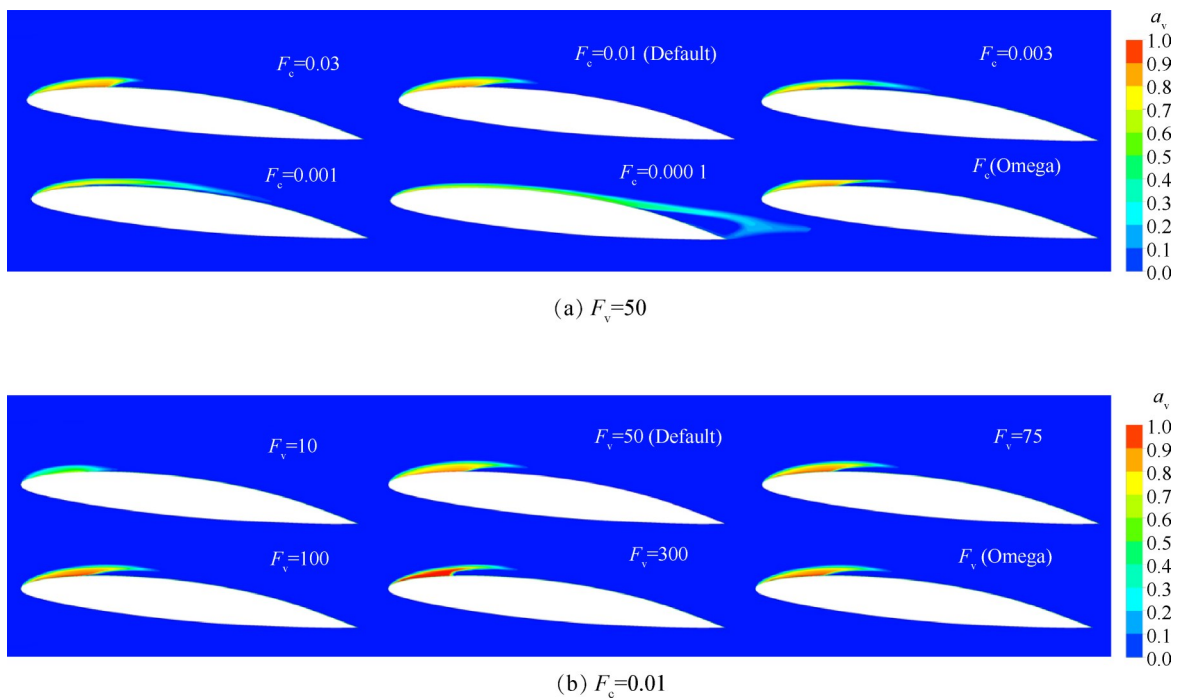 F_c=0.03
F_c=0.01 (Default)
F_c=0.003
F_c=0.001
F_c=0.000 1
F_c(Omega)
a_v
1.0
0.9
0.8
0.7
0.6
0.5
0.4
0.3
0.2
0.1
0.0
(a) F_v=50
F_v=10
F_v=50 (Default)
F_v=75
F_v=100
F_v=300
F_v (Omega)
a_v
1.0
0.9
0.8
0.7
0.6
0.5
0.4
0.3
0.2
0.1
0.0
(b) F_c=0.01